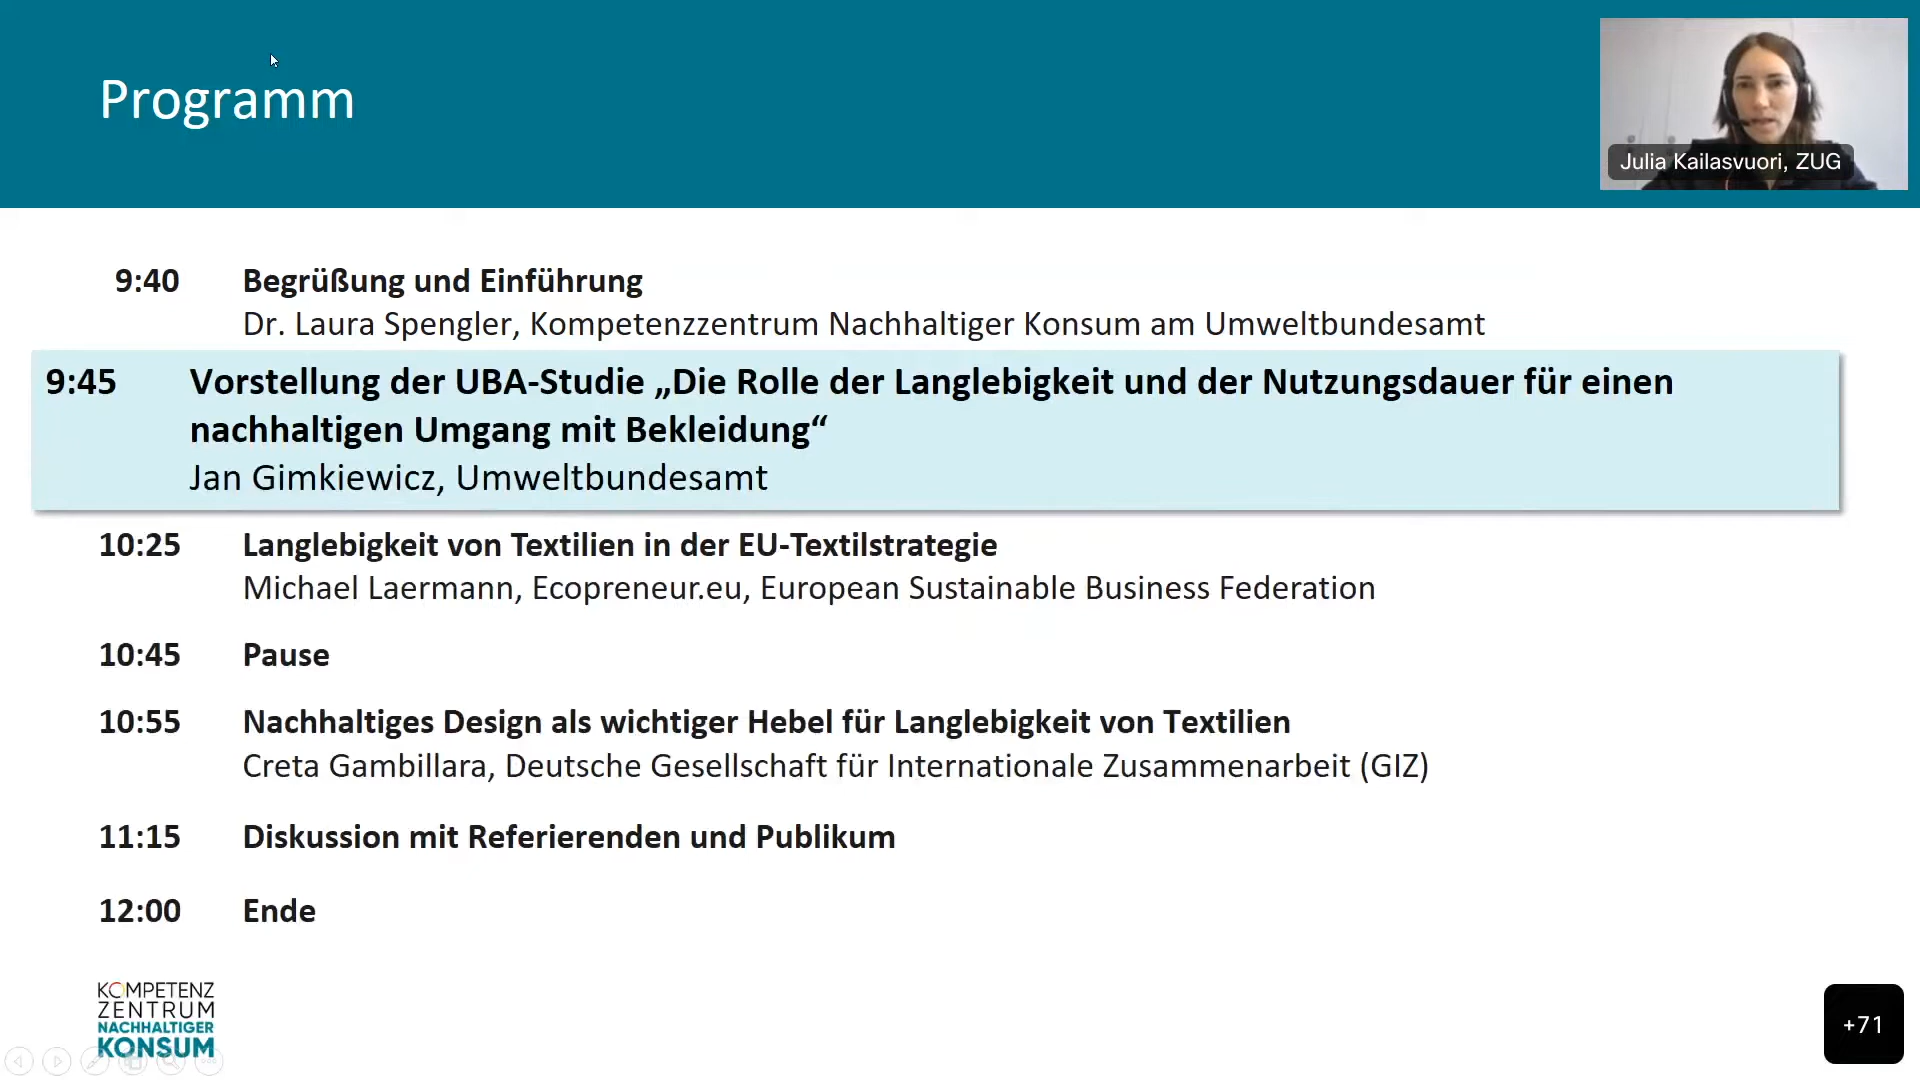 Programm
Julia Kailasvuori, ZUG
9:40 Begrüßung und Einführung
Dr. Laura Spengler, Kompetenzzentrum Nachhaltiger Konsum am Umweltbundesamt
9:45 Vorstellung der UBA-Studie „Die Rolle der Langlebigkeit und der Nutzungsdauer für einen
nachhaltigen Umgang mit Bekleidung“
Jan Gimkiewicz, Umweltbundesamt
10:25 Langlebigkeit von Textilien in der EU-Textilstrategie
Michael Laermann, Ecopreneur.eu, European Sustainable Business Federation
10:45 Pause
10:55 Nachhaltiges Design als wichtiger Hebel für Langlebigkeit von Textilien
Creta Gambillara, Deutsche Gesellschaft für Internationale Zusammenarbeit (GIZ)
11:15 Diskussion mit Referierenden und Publikum
12:00 Ende
KOMPETENZ
ZENTRUM
NACHHALTIGER
KONSUM
+71